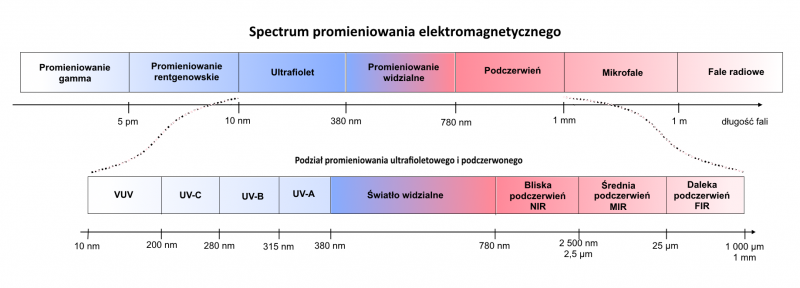 Spectrum promieniowania elektromagnetycznego
Promieniowanie
gamma
Promieniowanie
rentgenowskie
Ultrafiolet
Promieniowanie
widzialne
Podczerwień
Mikrofale
Fale radiowe
5 pm
10 nm
380 nm
780 nm
1 mm
1 m
długość fali
Podział promieniowania ultrafioletowego i podczerwonego
VUV
UV-C
UV-B
UV-A
Światło widzialne
Bliska
podczerwień
NIR
Średnia
podczerwień
MIR
Daleka
podczerwień
FIR
10 nm
200 nm
280 nm
315 nm
380 nm
780 nm
2 500 nm
2,5 μm
25 μm
1 000 μm
1 mm